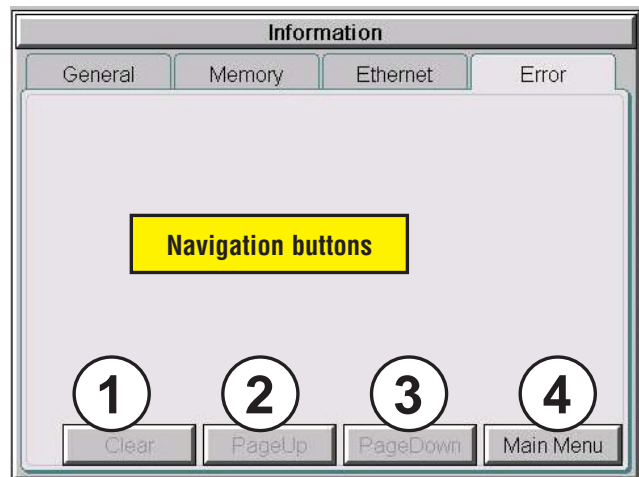 Information
General Memory Ethernet Error
Navigation buttons
1 2 3 4
Clear PageUp PageDown Main Menu